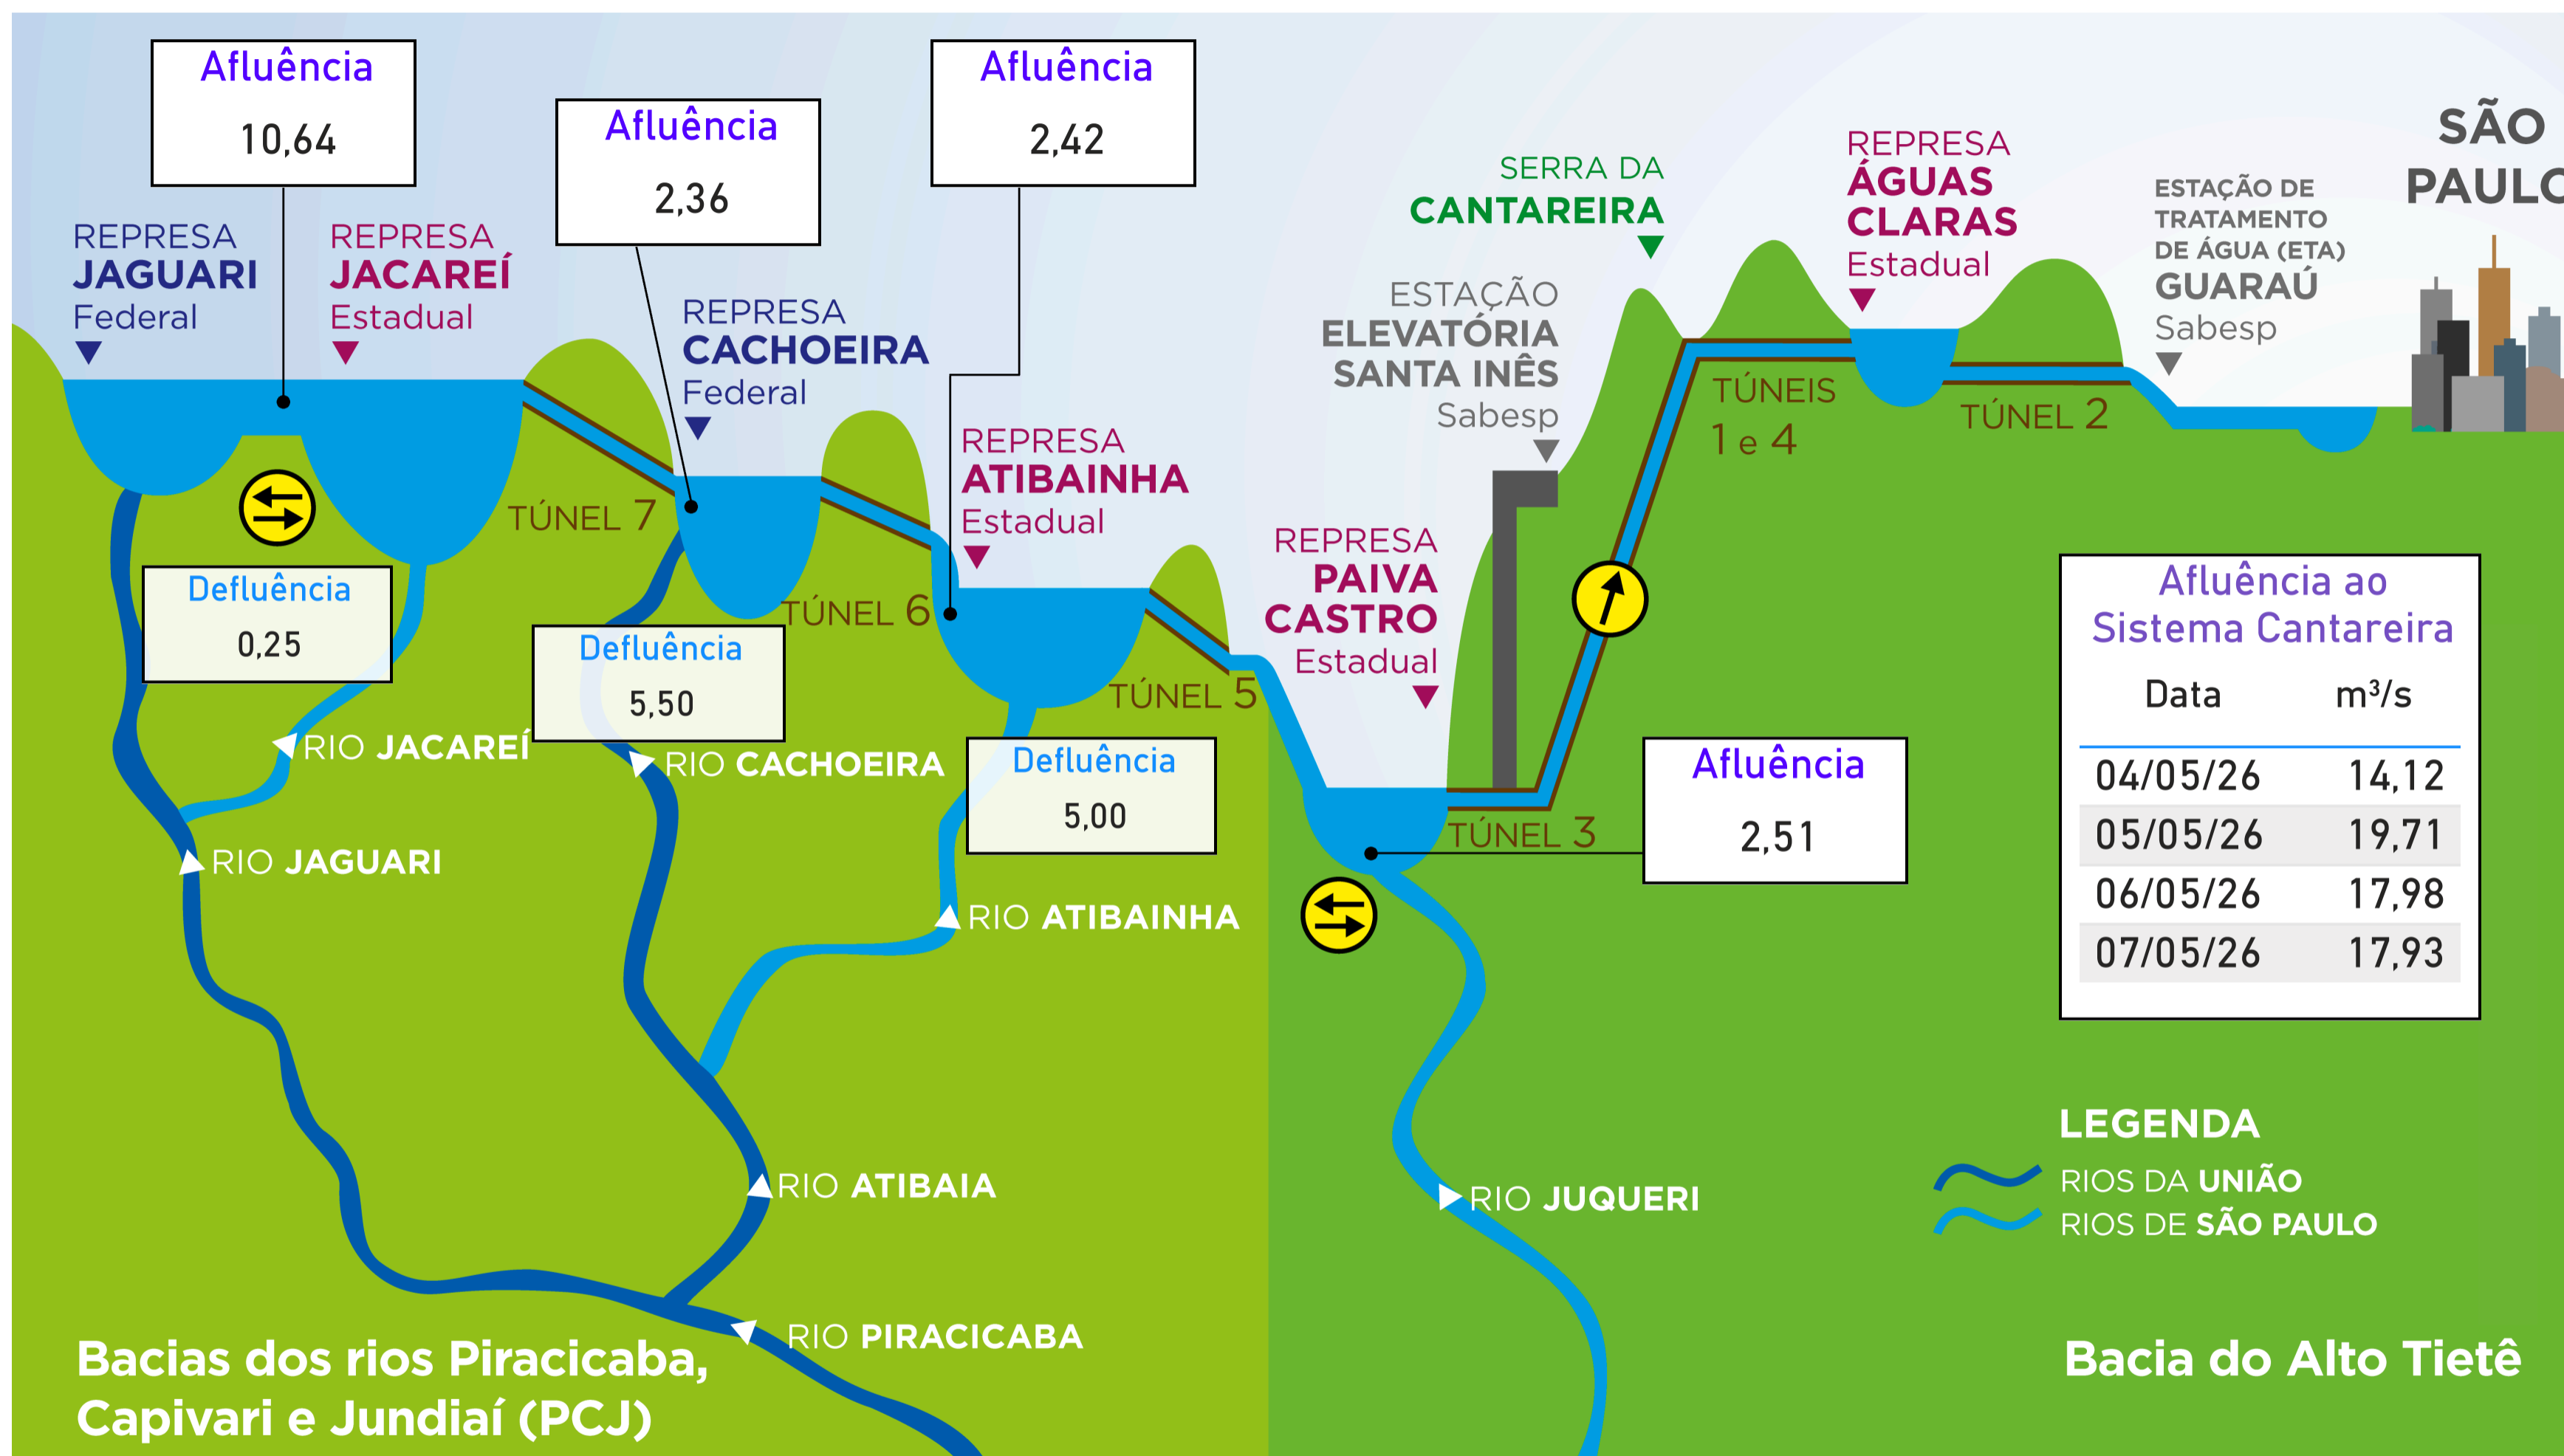 Afluência
10,64
Afluência
2,36
Afluência
2,42
REPRESA
JAGUARI
Federal
REPRESA
JACAREÍ
Estadual
REPRESA
CACHOEIRA
Federal
REPRESA
ATIBAINHA
Estadual
SERRA DA
CANTAREIRA
ESTAÇÃO
ELEVATÓRIA
SANTA INÊS
Sabesp
REPRESA
ÁGUAS
CLARAS
Estadual
ESTAÇÃO DE
TRATAMENTO
DE ÁGUA (ETA)
GUARAÚ
Sabesp
SÃO
PAULO
TÚNEIS
1 e 4
TÚNEL 2
TÚNEL 7
TÚNEL 6
TÚNEL 5
REPRESA
PAIVA
CASTRO
Estadual
TÚNEL 3
Defluência
0,25
Defluência
5,50
Defluência
5,00
Afluência
2,51
Afluência ao
Sistema Cantareira
Data m³/s
04/05/26 14,12
05/05/26 19,71
06/05/26 17,98
07/05/26 17,93
RIO JACAREÍ
RIO CACHOEIRA
RIO JAGUARI
RIO ATIBAINHA
RIO ATIBAIA
RIO JUQUERI
RIO PIRACICABA
LEGENDA
RIOS DA UNIÃO
RIOS DE SÃO PAULO
Bacias dos rios Piracicaba,
Capivari e Jundiaí (PCJ)
Bacia do Alto Tietê